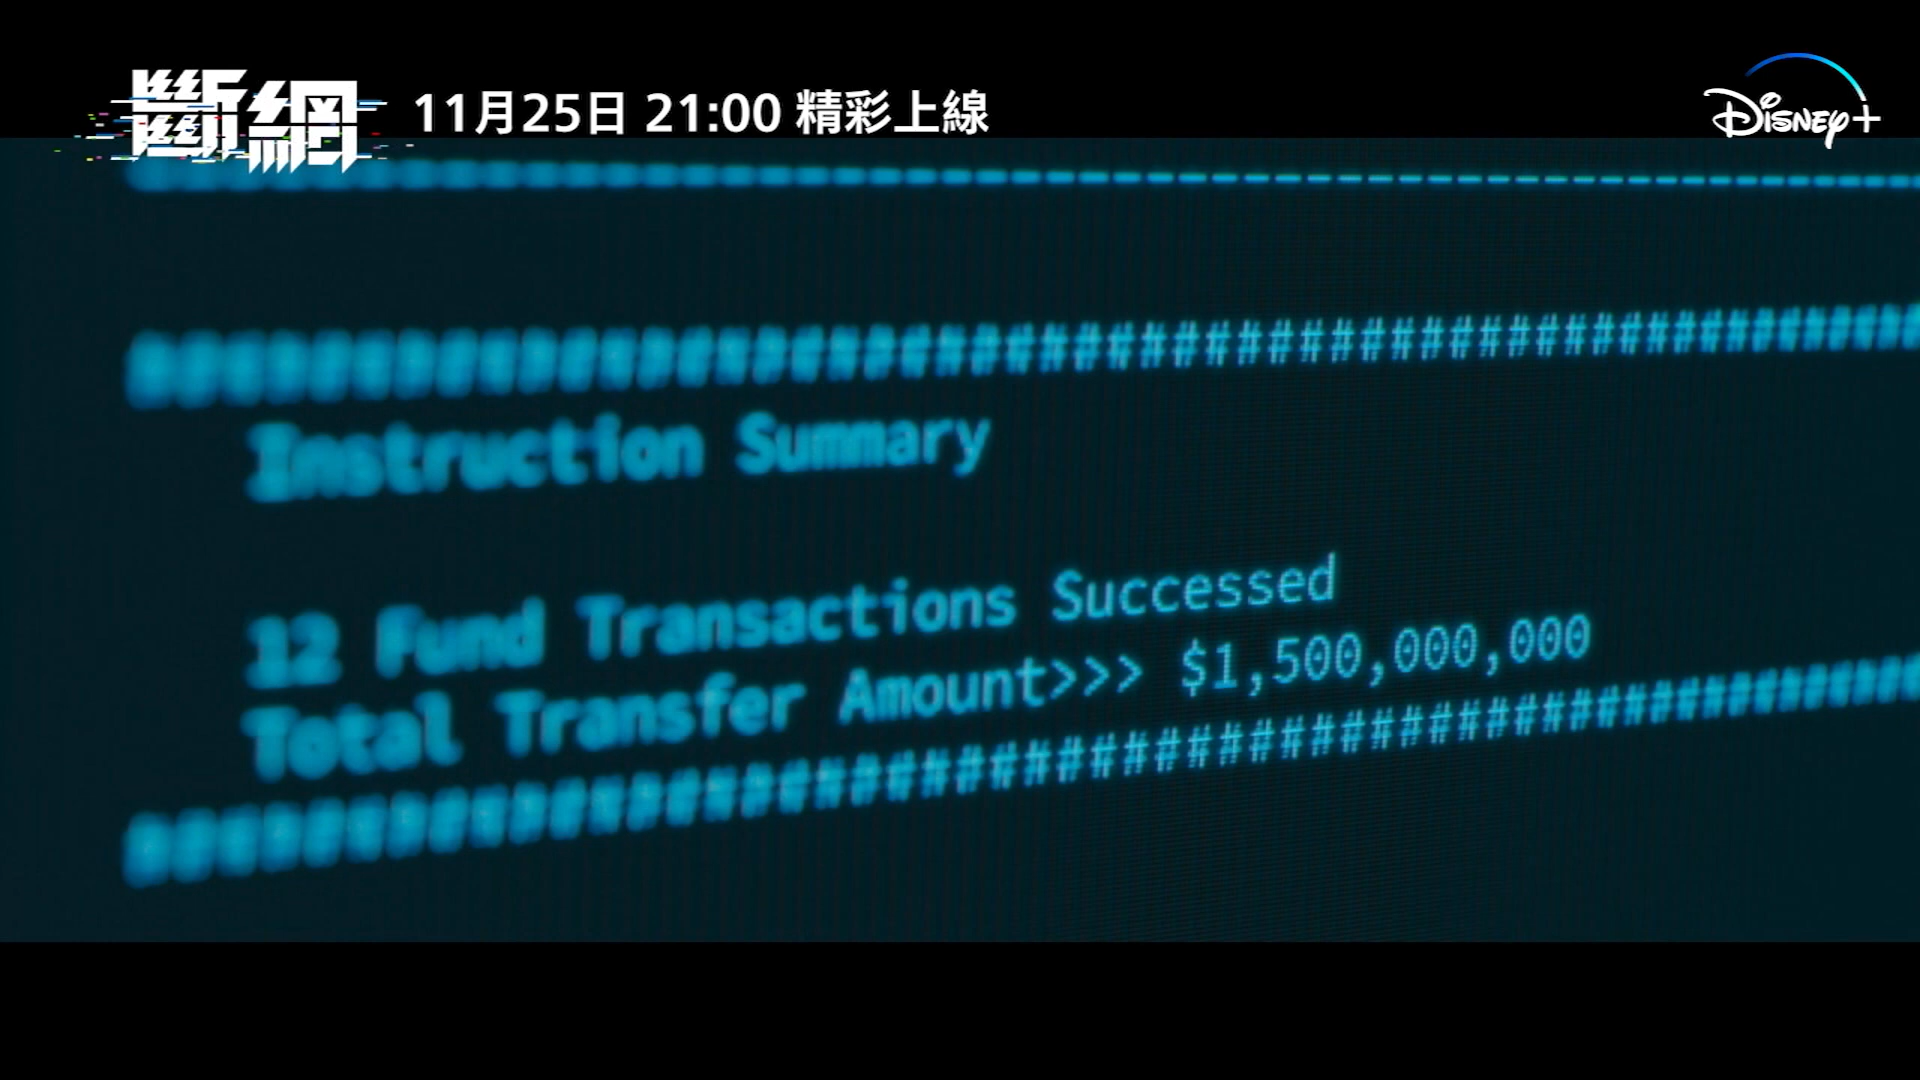 斷網
11月25日 21:00 精彩上線
Disney+
Instruction Summary
12 Fund Transactions Successed
Total Transfer Amount>>> $1,500,000,000